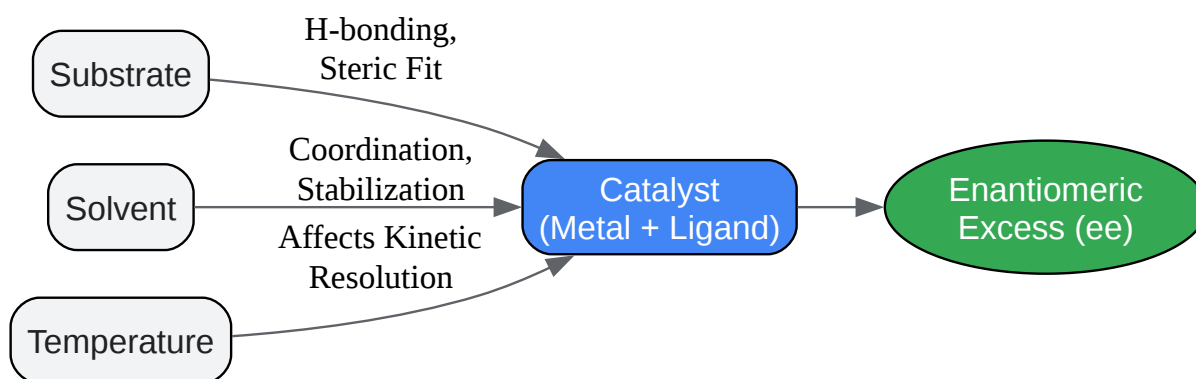 H-bonding,
Steric Fit
Substrate
Coordination,
Stabilization
Solvent
Affects Kinetic
Resolution
Temperature
Catalyst
(Metal + Ligand)
Enantiomeric
Excess (ee)